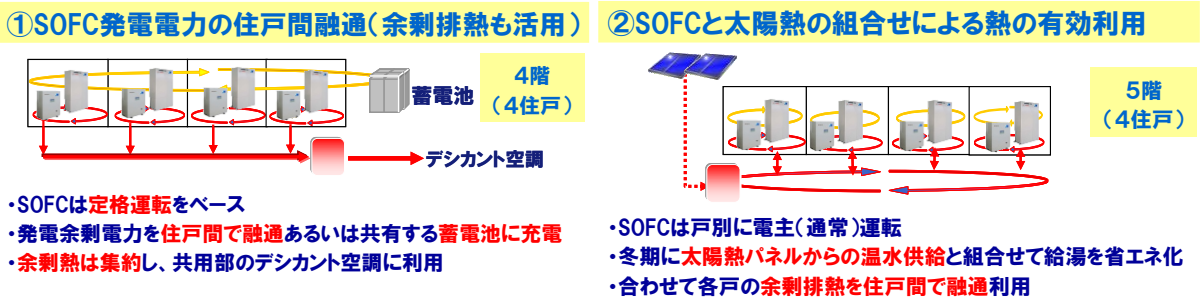 ①SOFC発電電力の住戸間融通(余剰排熱も活用)
4階
(4住戸)
蓄電池
デシカント空調
・SOFCは定格運転をベース
・発電余剰電力を住戸間で融通あるいは共有する蓄電池に充電
・余剰熱は集約し、共用部のデシカント空調に利用
②SOFCと太陽熱の組合せによる熱の有効利用
5階
(4住戸)
・SOFCは戸別に電主(通常)運転
・冬期に太陽熱パネルからの温水供給と組合せて給湯を省エネ化
・合わせて各戸の余剰排熱を住戸間で融通利用